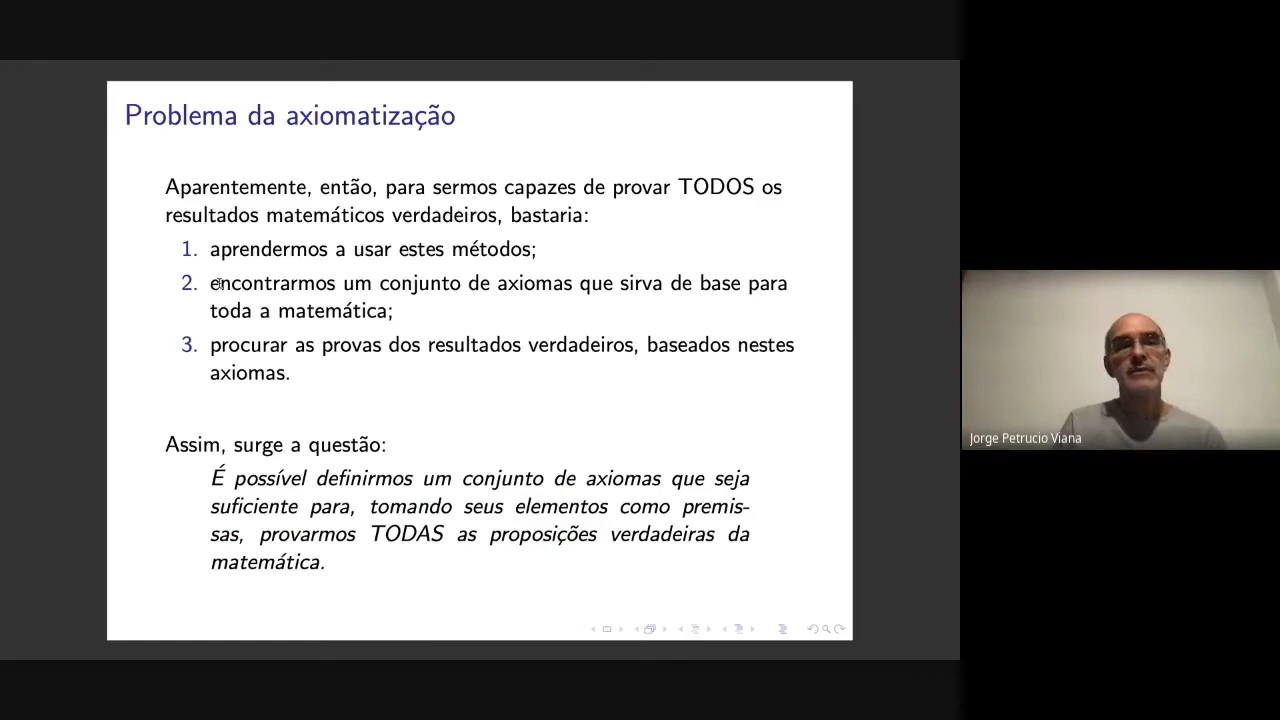 Problema da axiomatização
Aparentemente, então, para sermos capazes de provar TODOS os
resultados matemáticos verdadeiros, bastaria:
1. aprendermos a usar estes métodos;
2. encontrarmos um conjunto de axiomas que sirva de base para
toda a matemática;
3. procurar as provas dos resultados verdadeiros, baseados nestes
axiomas.
Assim, surge a questão:
É possível definirmos um conjunto de axiomas que seja
suficiente para, tomando seus elementos como premis-
sas, provarmos TODAS as proposições verdadeiras da
matemática.
Jorge Petrucio Viana